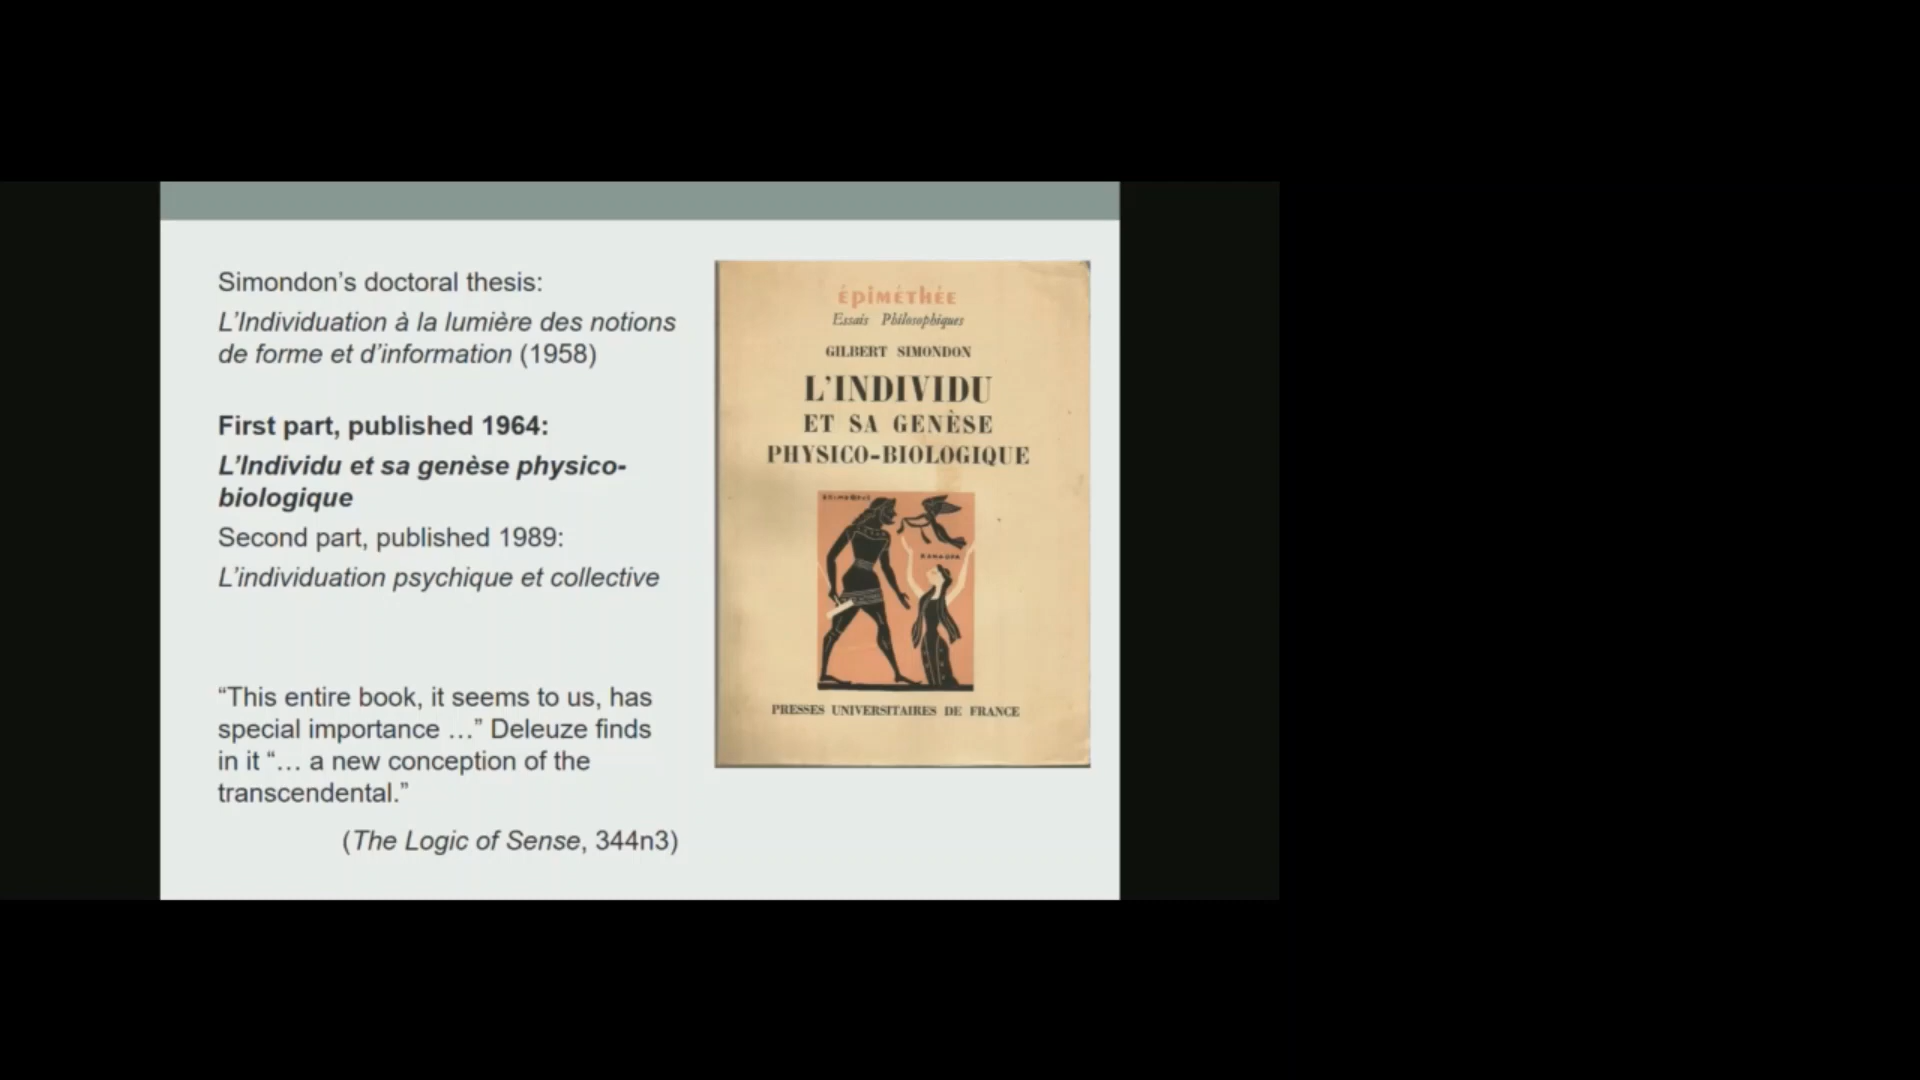 Simondon’s doctoral thesis:
L’Individuation à la lumière des notions
de forme et d’information (1958)
First part, published 1964:
L’Individu et sa genèse physico-
biologique
Second part, published 1989:
L’individuation psychique et collective
“This entire book, it seems to us, has
special importance …” Deleuze finds
in it “… a new conception of the
transcendental.”
(The Logic of Sense, 344n3)
épiméthée
Essais Philosophiques
GILBERT SIMONDON
L’INDIVIDU
ET SA GENÈSE
PHYSICO-BIOLOGIQUE
PRESSES UNIVERSITAIRES DE FRANCE